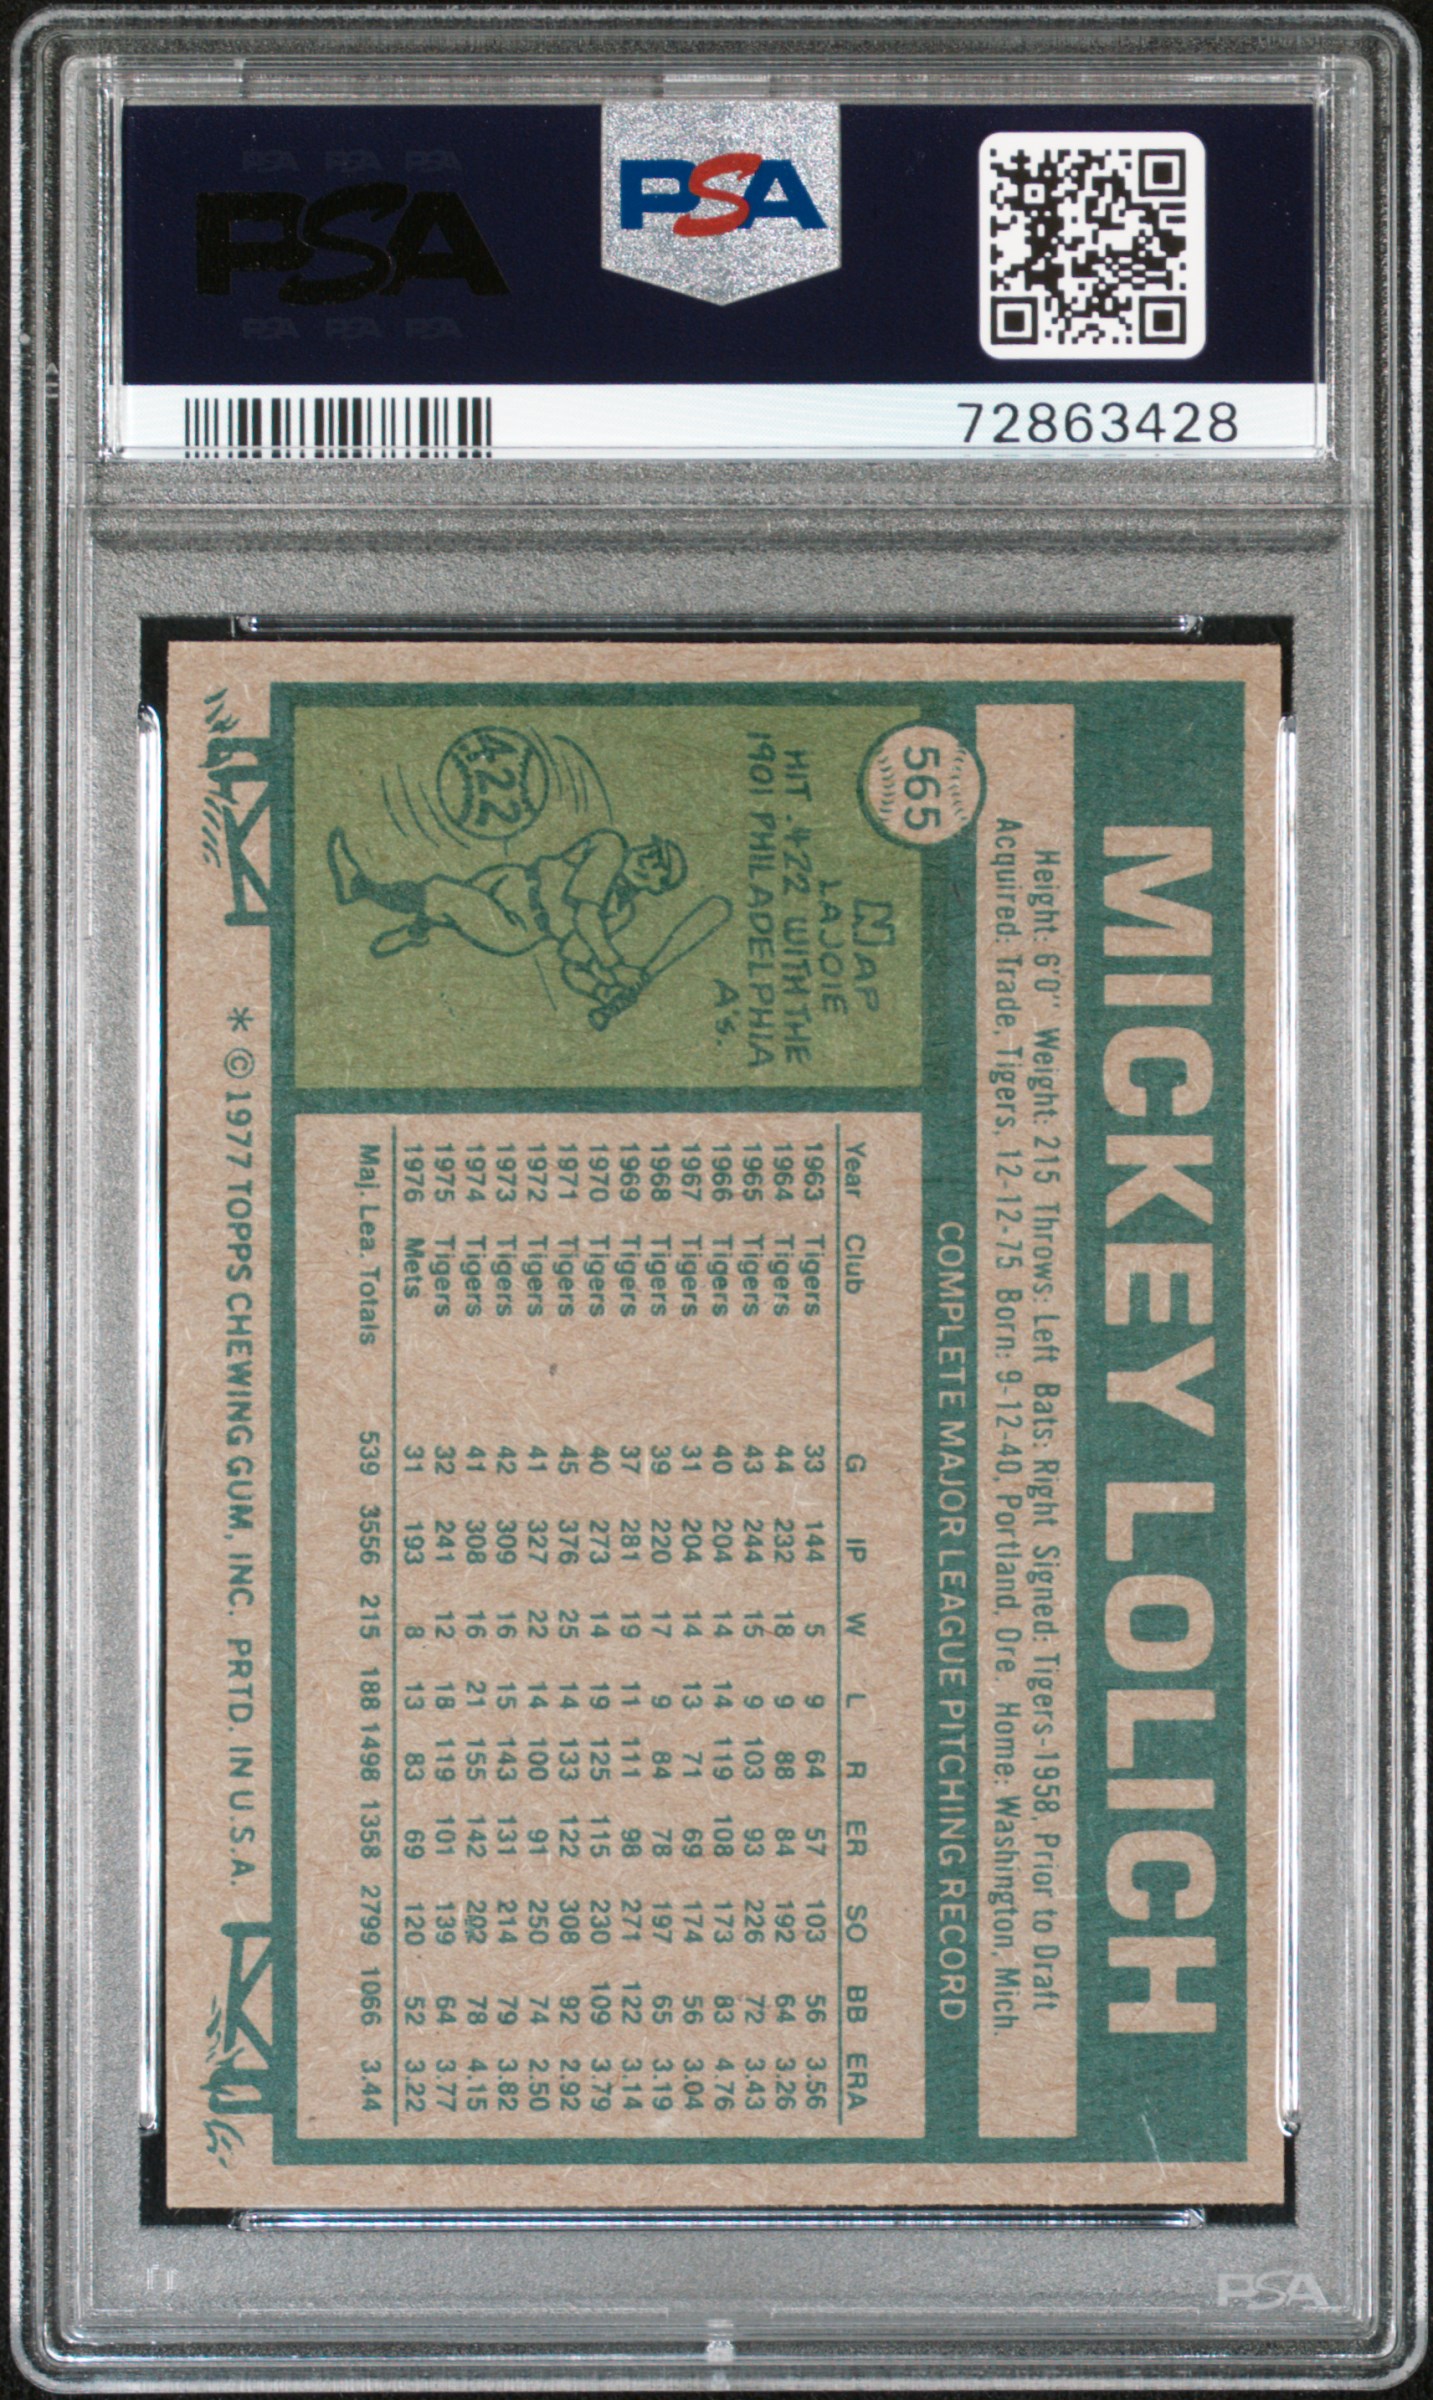 PSA PSA PSA
PSA
PSA PSA PSA
PSA
72863428
MICKEY LOLICH
Height: 6'0" Weight: 215 Throws: Left Bats: Right Signed: Tigers-1958, Prior to Draft
Acquired: Trade, Tigers, 12-12-75 Born: 9-12-40, Portland, Ore. Home: Washington, Mich.
565
COMPLETE MAJOR LEAGUE PITCHING RECORD
NAP
LAJOIE
HIT .422 WITH THE
1901 PHILADELPHIA
A's.
.422
Year Club G IP W L R ER SO BB ERA
1963 Tigers 33 144 5 9 64 57 103 56 3.56
1964 Tigers 44 232 18 9 88 84 192 64 3.26
1965 Tigers 43 244 15 9 103 93 226 72 3.43
1966 Tigers 40 204 14 14 119 108 173 83 4.76
1967 Tigers 31 204 14 13 71 69 174 56 3.04
1968 Tigers 39 220 17 9 84 78 197 65 3.19
1969 Tigers 37 281 19 11 111 98 271 122 3.14
1970 Tigers 40 273 14 19 125 115 230 109 3.79
1971 Tigers 45 376 25 14 133 122 308 92 2.92
1972 Tigers 41 327 22 14 100 91 250 74 2.50
1973 Tigers 42 309 16 15 143 131 214 79 3.82
1974 Tigers 41 308 16 21 155 142 202 78 4.15
1975 Tigers 32 241 12 18 119 101 139 64 3.77
1976 Mets 31 193 8 13 83 69 120 52 3.22
Maj. Lea. Totals 539 3556 215 188 1498 1358 2799 1066 3.44
* © 1977 TOPPS CHEWING GUM, INC. PRTD. IN U.S.A.
PSA